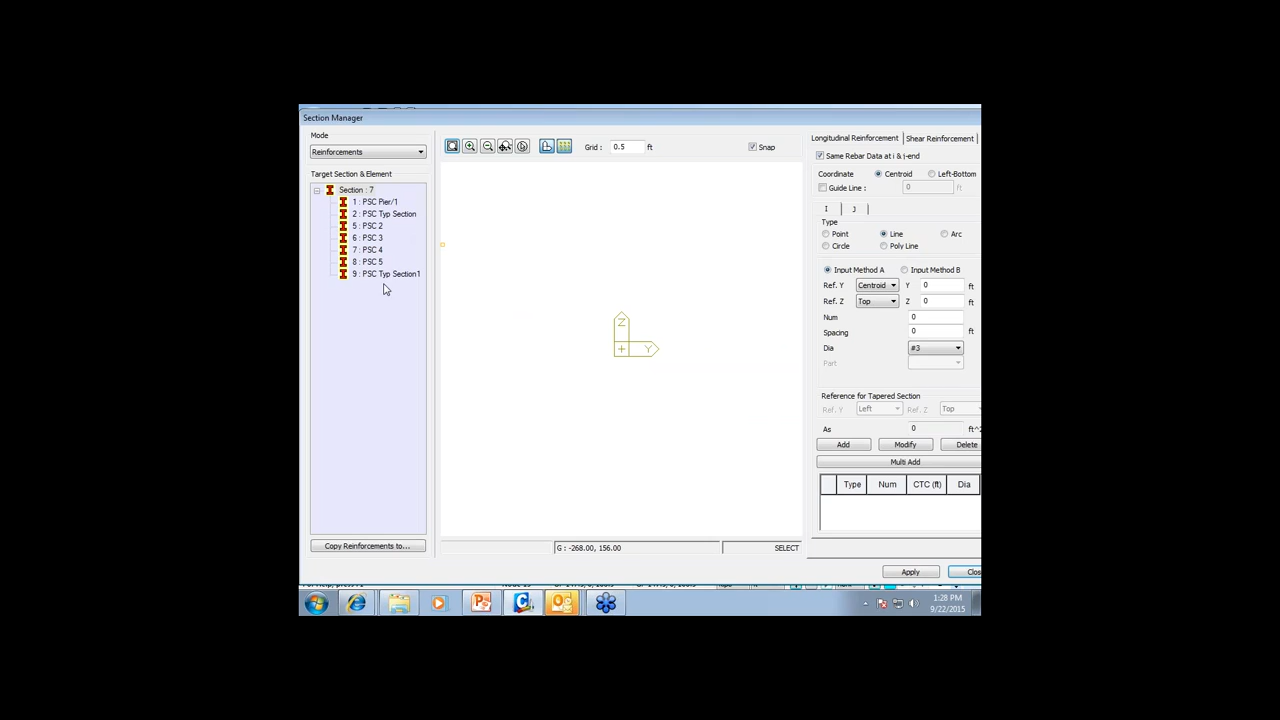 Section Manager
Mode
Reinforcements
Target Section & Element
Section : 7
1 : PSC Pier/1
2 : PSC Typ Section
5 : PSC 2
6 : PSC 3
7 : PSC 4
8 : PSC 5
9 : PSC Typ Section1
Copy Reinforcements to...
Grid : 0.5 ft
Snap
Z
Y
G : -268.00, 156.00
SELECT
Longitudinal Reinforcement Shear Reinforcement
Same Rebar Data at i & j-end
Coordinate Centroid Left-Bottom
Guide Line : 0 ft
I J
Type
Point Line Arc
Circle Poly Line
Input Method A Input Method B
Ref. Y Centroid Y 0 ft
Ref. Z Top Z 0 ft
Num 0
Spacing 0 ft
Dia #3
Part
Reference for Tapered Section
Ref. Y Left Ref. Z Top
As 0 ft^2
Add Modify Delete
Multi Add
Type Num CTC (ft) Dia
Apply Clos
1:28 PM
9/22/2015